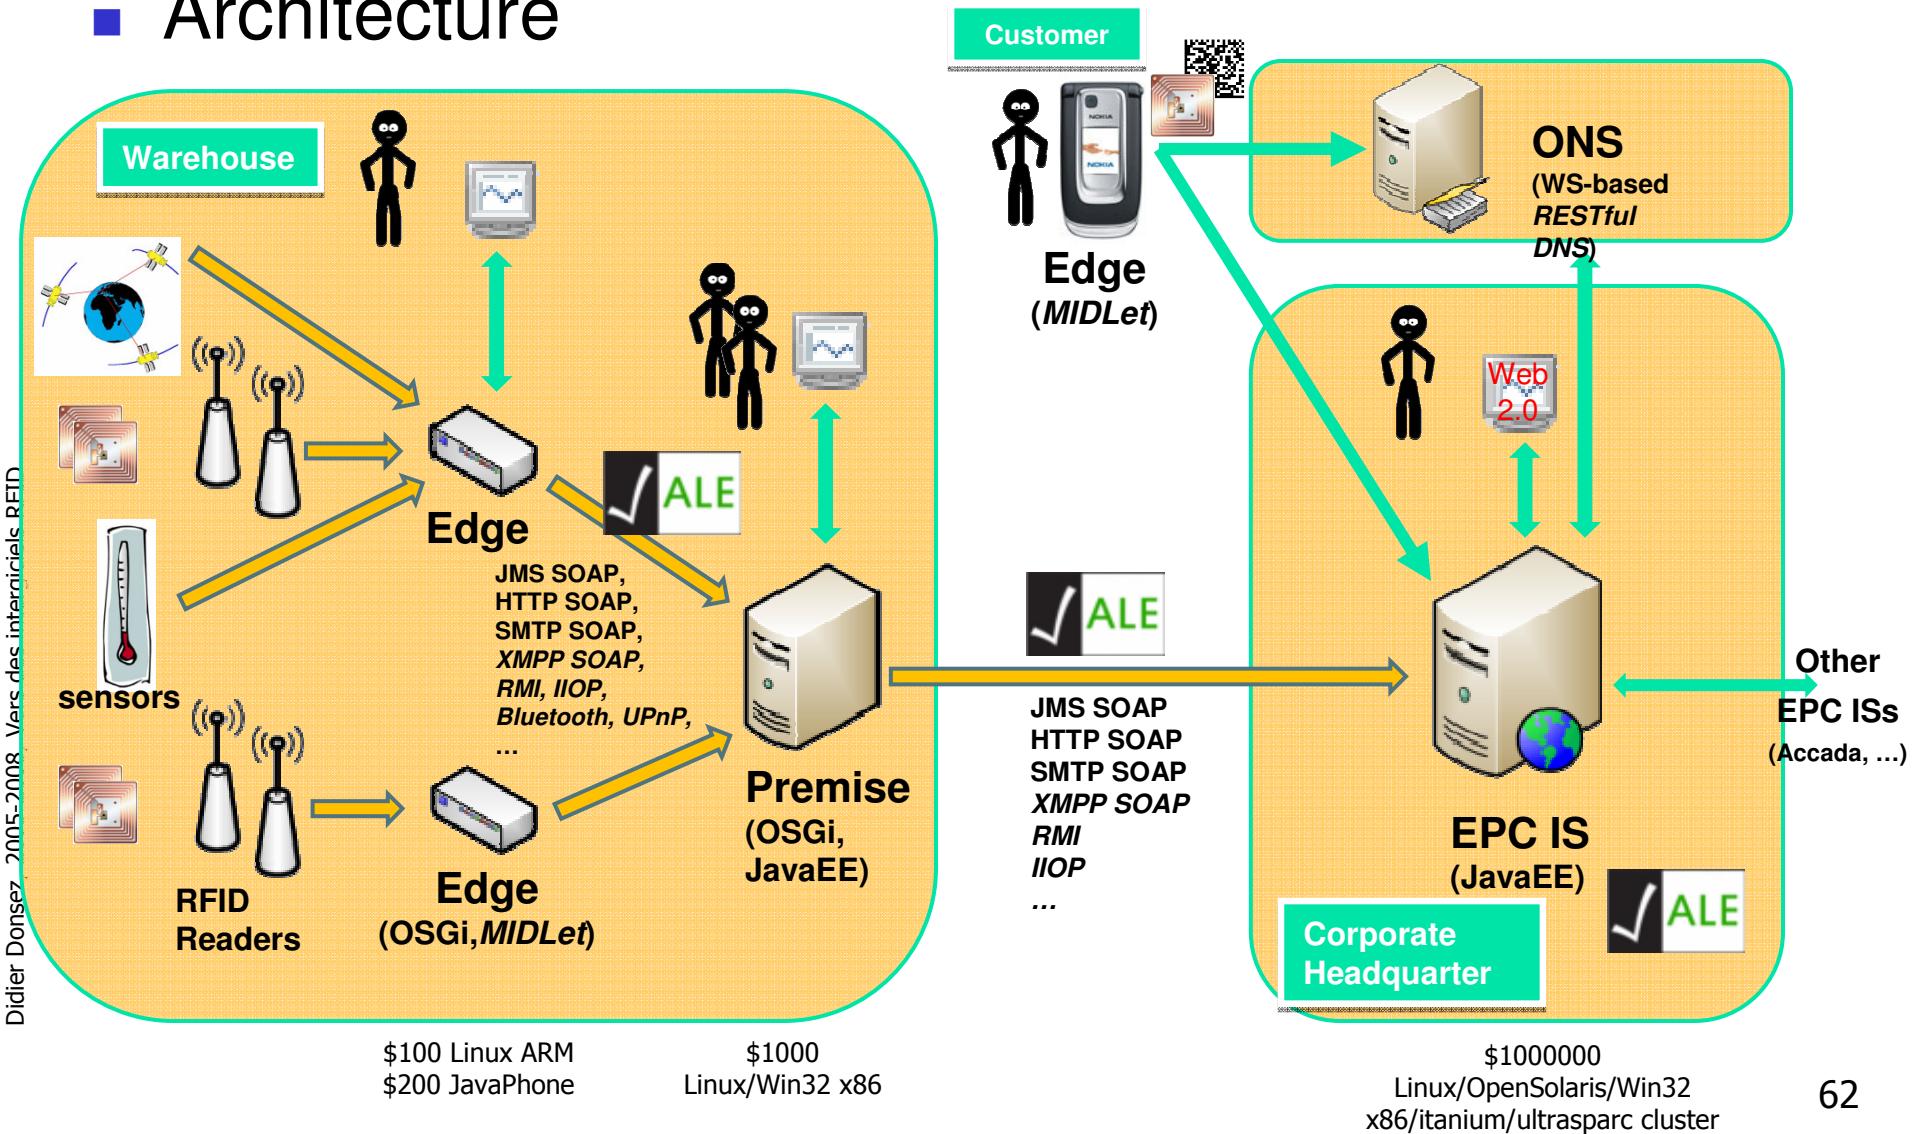 Architecture
Customer
Warehouse
NOKIA
NOKIA
ONS
(WS-based
RESTful
DNS)
Edge
(MIDLet)
Web
2.0
ALE
Edge
JMS SOAP,
HTTP SOAP,
SMTP SOAP,
XMPP SOAP,
RMI, IIOP,
Bluetooth, UPnP,
…
sensors
ALE
JMS SOAP
HTTP SOAP
SMTP SOAP
XMPP SOAP
RMI
IIOP
…
Other
EPC ISs
(Accada, …)
Premise
(OSGi,
JavaEE)
EPC IS
(JavaEE)
ALE
RFID
Readers
Edge
(OSGi,MIDLet)
Corporate
Headquarter
Didier Donsez, 2005-2008, Vers des intergiciels RFID
$100 Linux ARM
$200 JavaPhone
$1000
Linux/Win32 x86
$1000000
Linux/OpenSolaris/Win32
x86/itanium/ultrasparc cluster
62